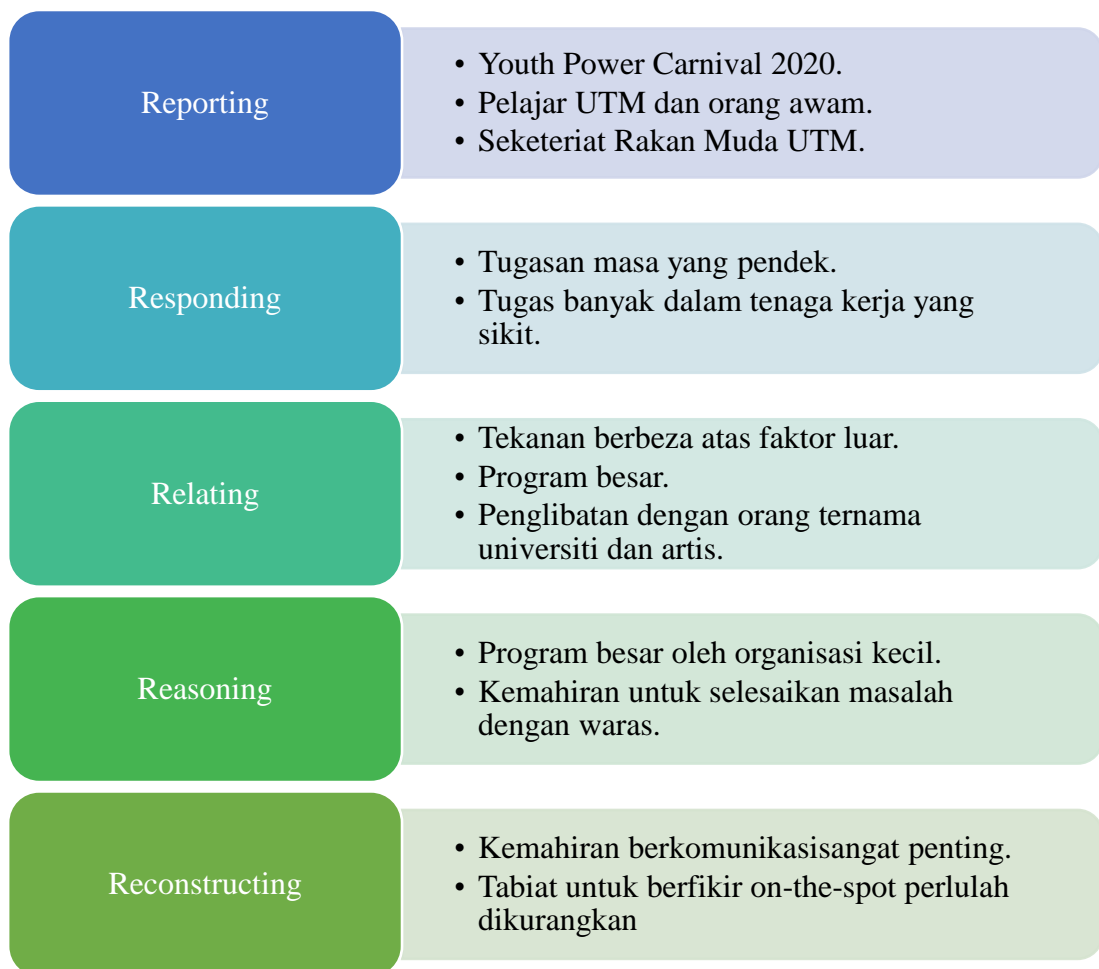 Reporting
• Youth Power Carnival 2020.
• Pelajar UTM dan orang awam.
• Seketeriat Rakan Muda UTM.
Responding
• Tugasan masa yang pendek.
• Tugas banyak dalam tenaga kerja yang
sikit.
Relating
• Tekanan berbeza atas faktor luar.
• Program besar.
• Penglibatan dengan orang ternama
universiti dan artis.
Reasoning
• Program besar oleh organisasi kecil.
• Kemahiran untuk selesaikan masalah
dengan waras.
Reconstructing
• Kemahiran berkomunikasisangat penting.
• Tabiat untuk berfikir on-the-spot perlulah
dikurangkan